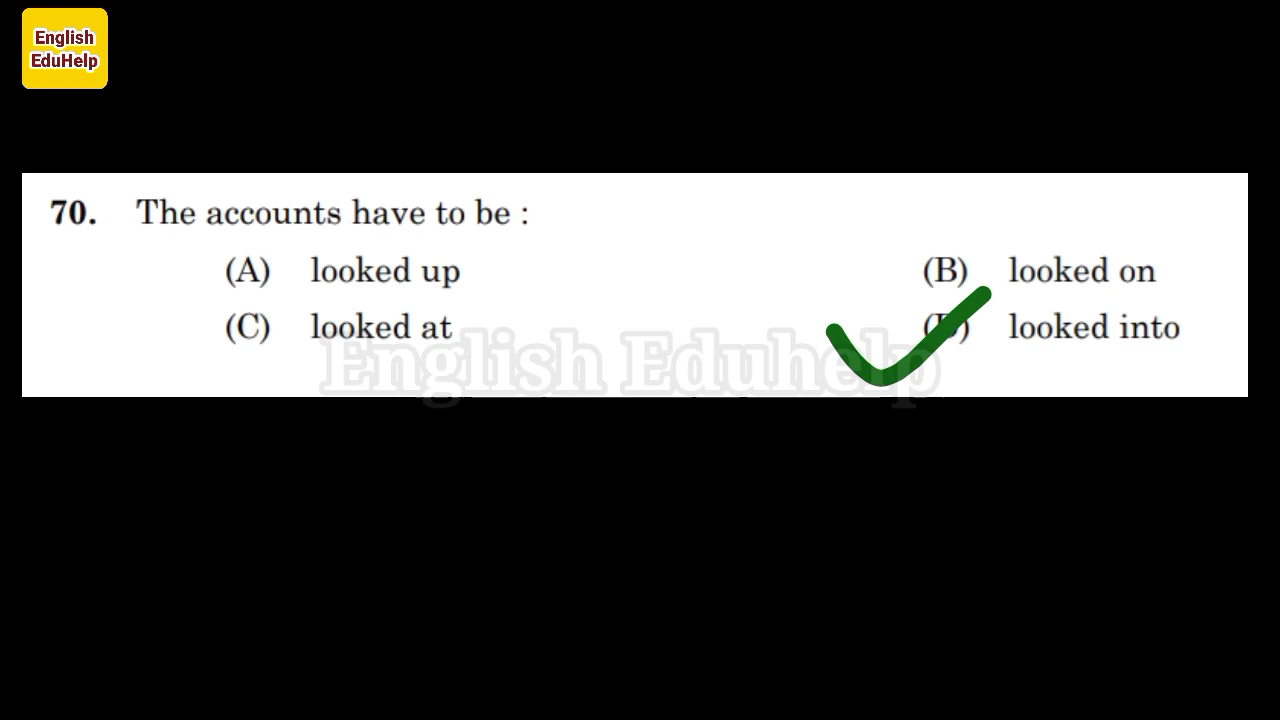 English
EduHelp
70. The accounts have to be :
(A) looked up (B) looked on
(C) looked at (D) looked into
English Eduhelp